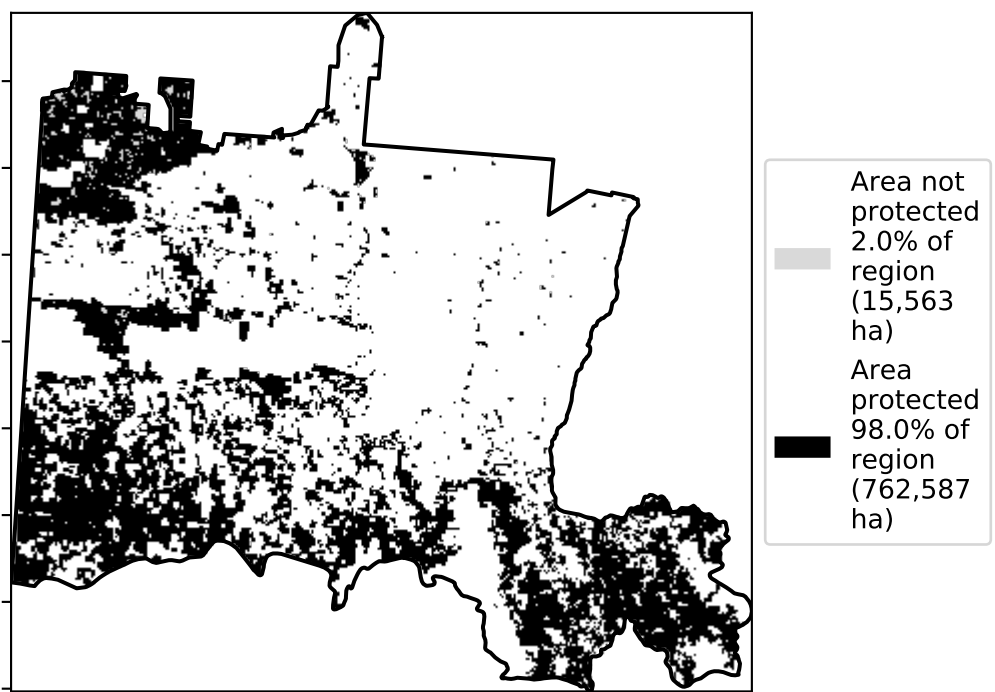 Area not
protected
2.0% of
region
(15,563
ha)
Area
protected
98.0% of
region
(762,587
ha)